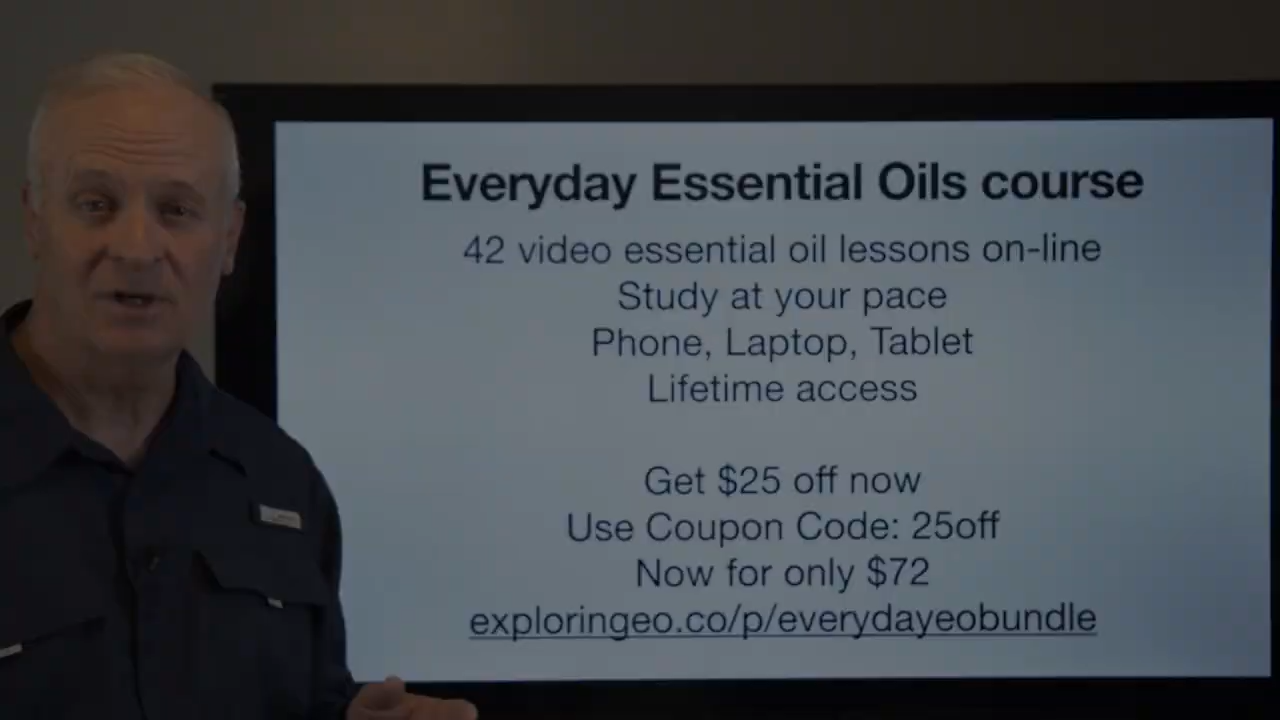 Everyday Essential Oils course
42 video essential oil lessons on-line
Study at your pace
Phone, Laptop, Tablet
Lifetime access
Get $25 off now
Use Coupon Code: 25off
Now for only $72
exploringeo.co/p/everydayeobundle